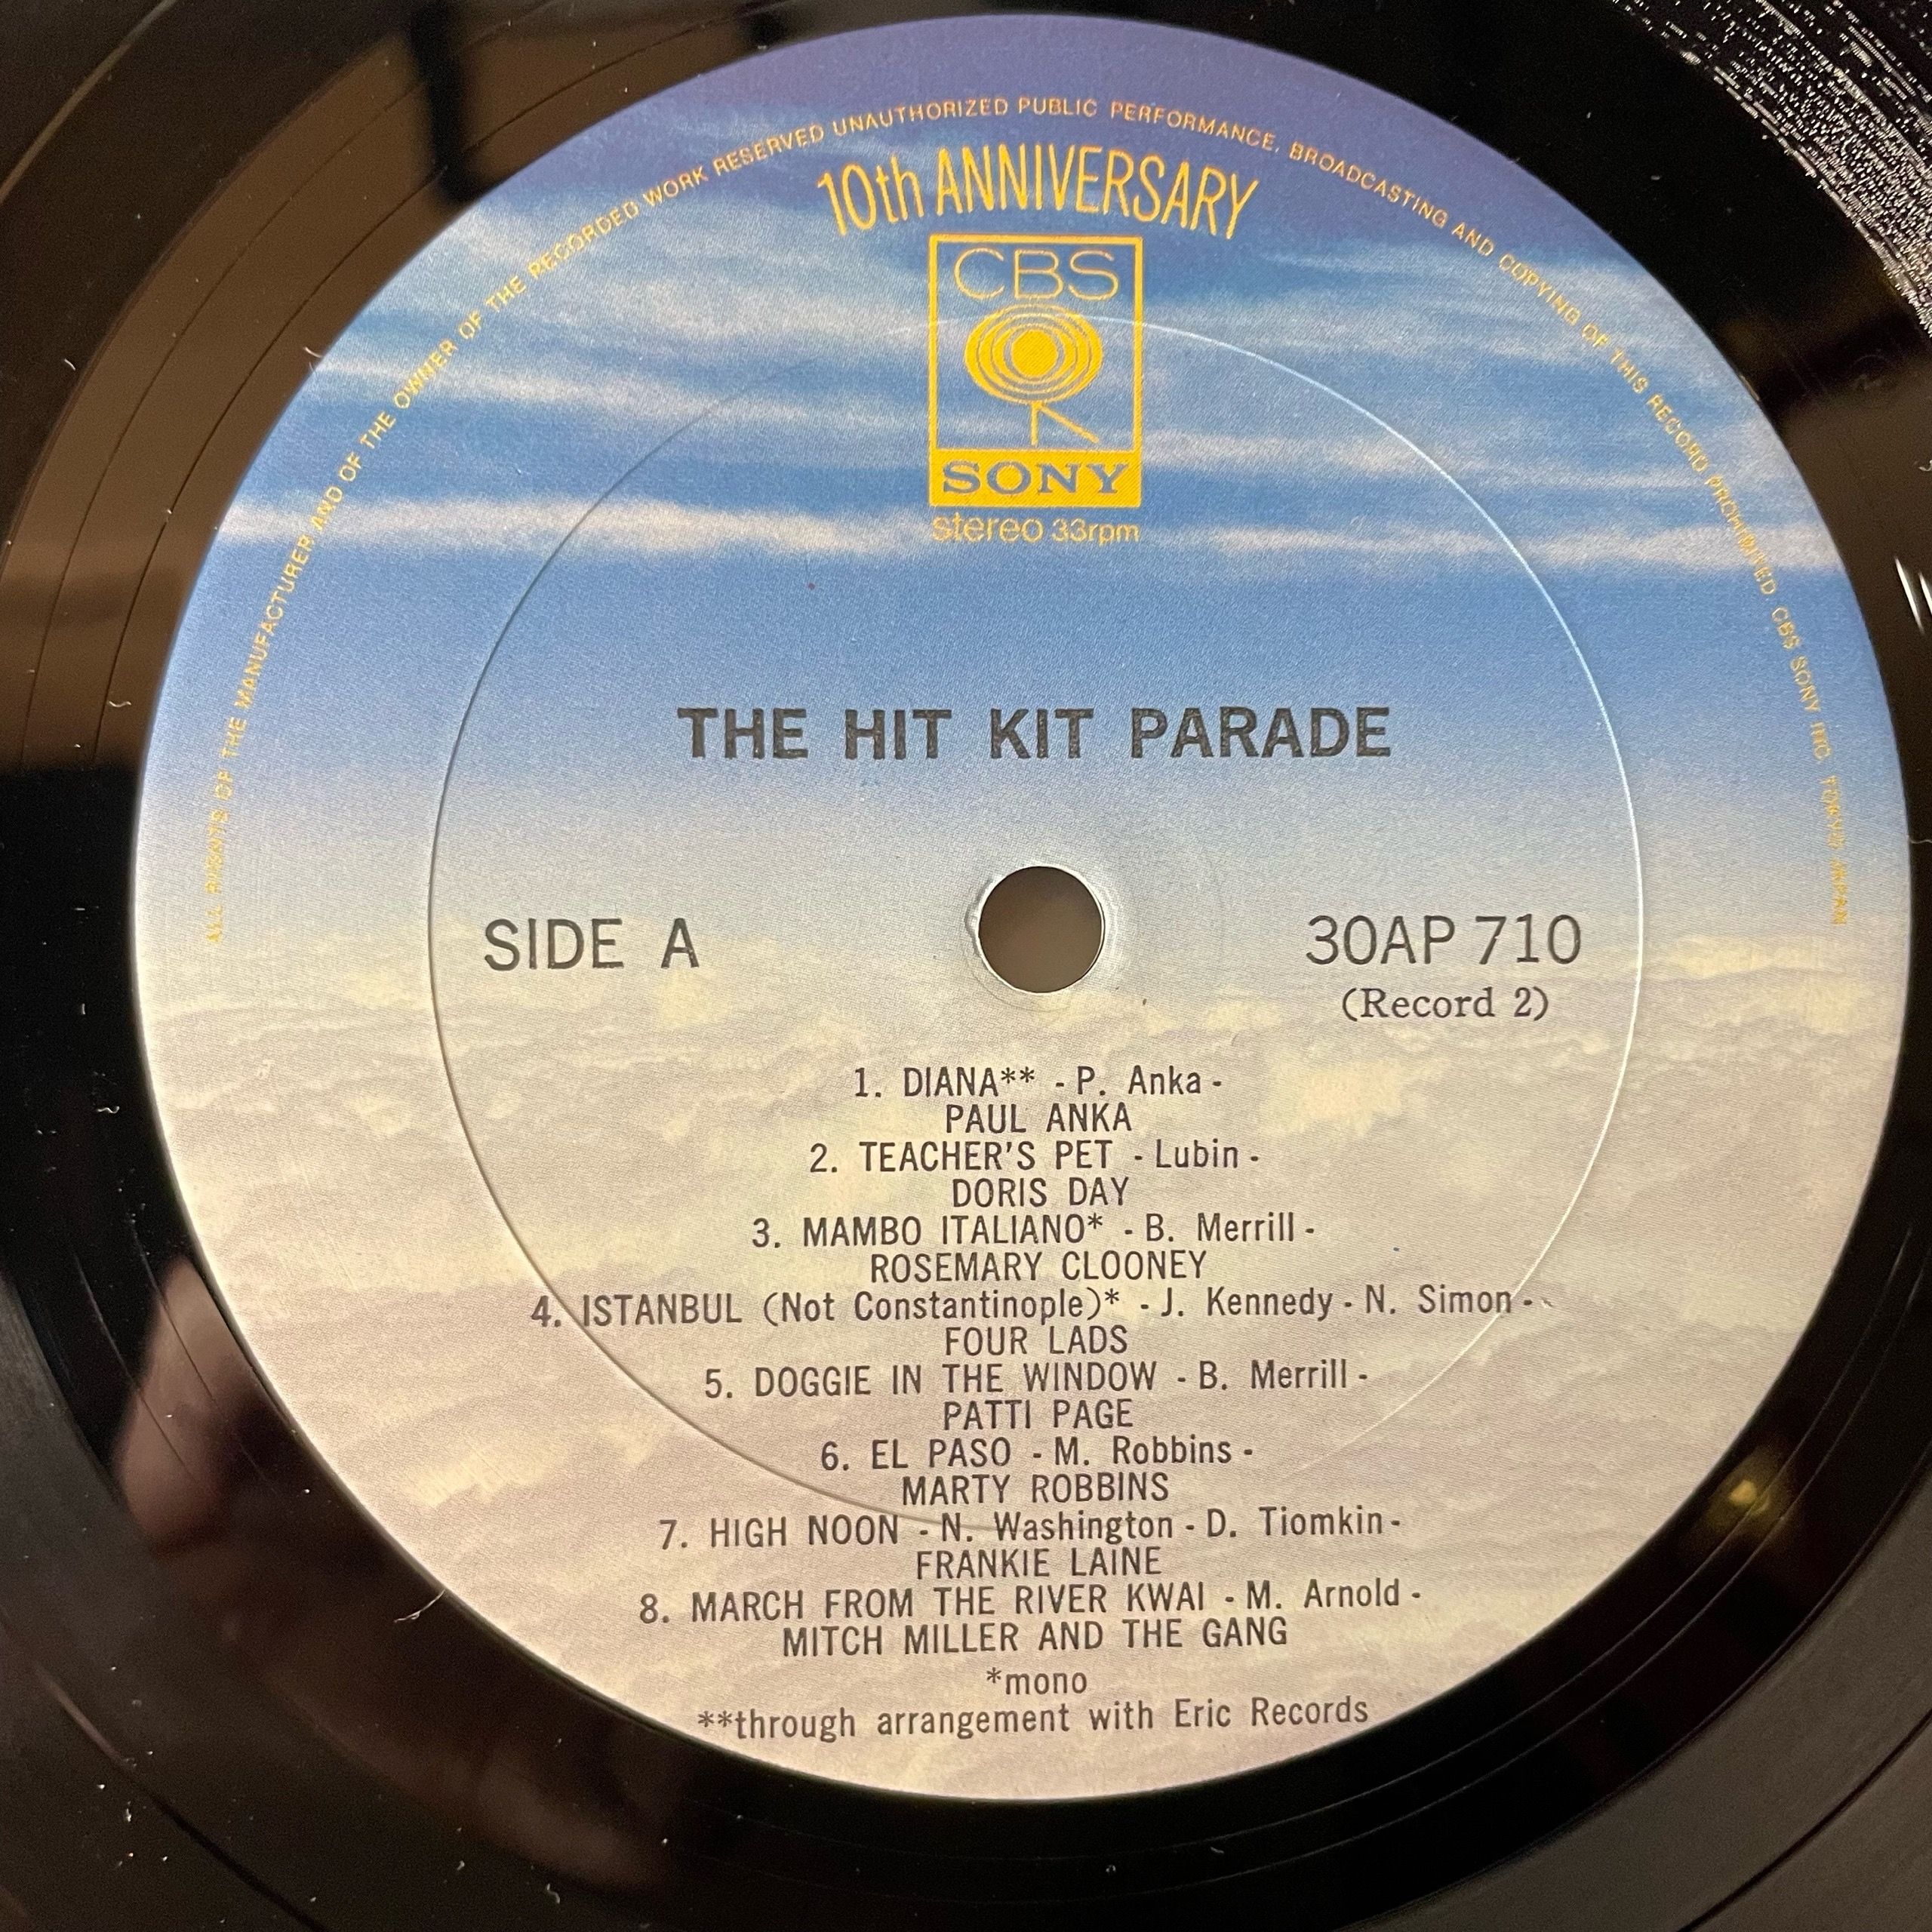 ALL RIGHTS OF THE MANUFACTURER AND OF THE OWNER OF THE RECORDED WORK RESERVED UNAUTHORIZED PUBLIC PERFORMANCE, BROADCASTING AND COPYING OF THIS RECORD PROHIBITED CBS SONY INC. TOKYO JAPAN
10th ANNIVERSARY
CBS
SONY
stereo 33rpm
THE HIT KIT PARADE
SIDE A
30AP 710
(Record 2)
1. DIANA** - P. Anka -
PAUL ANKA
2. TEACHER'S PET - Lubin -
DORIS DAY
3. MAMBO ITALIANO* - B. Merrill -
ROSEMARY CLOONEY
4. ISTANBUL (Not Constantinople)* - J. Kennedy - N. Simon -
FOUR LADS
5. DOGGIE IN THE WINDOW - B. Merrill -
PATTI PAGE
6. EL PASO - M. Robbins -
MARTY ROBBINS
7. HIGH NOON - N. Washington - D. Tiomkin -
FRANKIE LAINE
8. MARCH FROM THE RIVER KWAI - M. Arnold -
MITCH MILLER AND THE GANG
*mono
**through arrangement with Eric Records